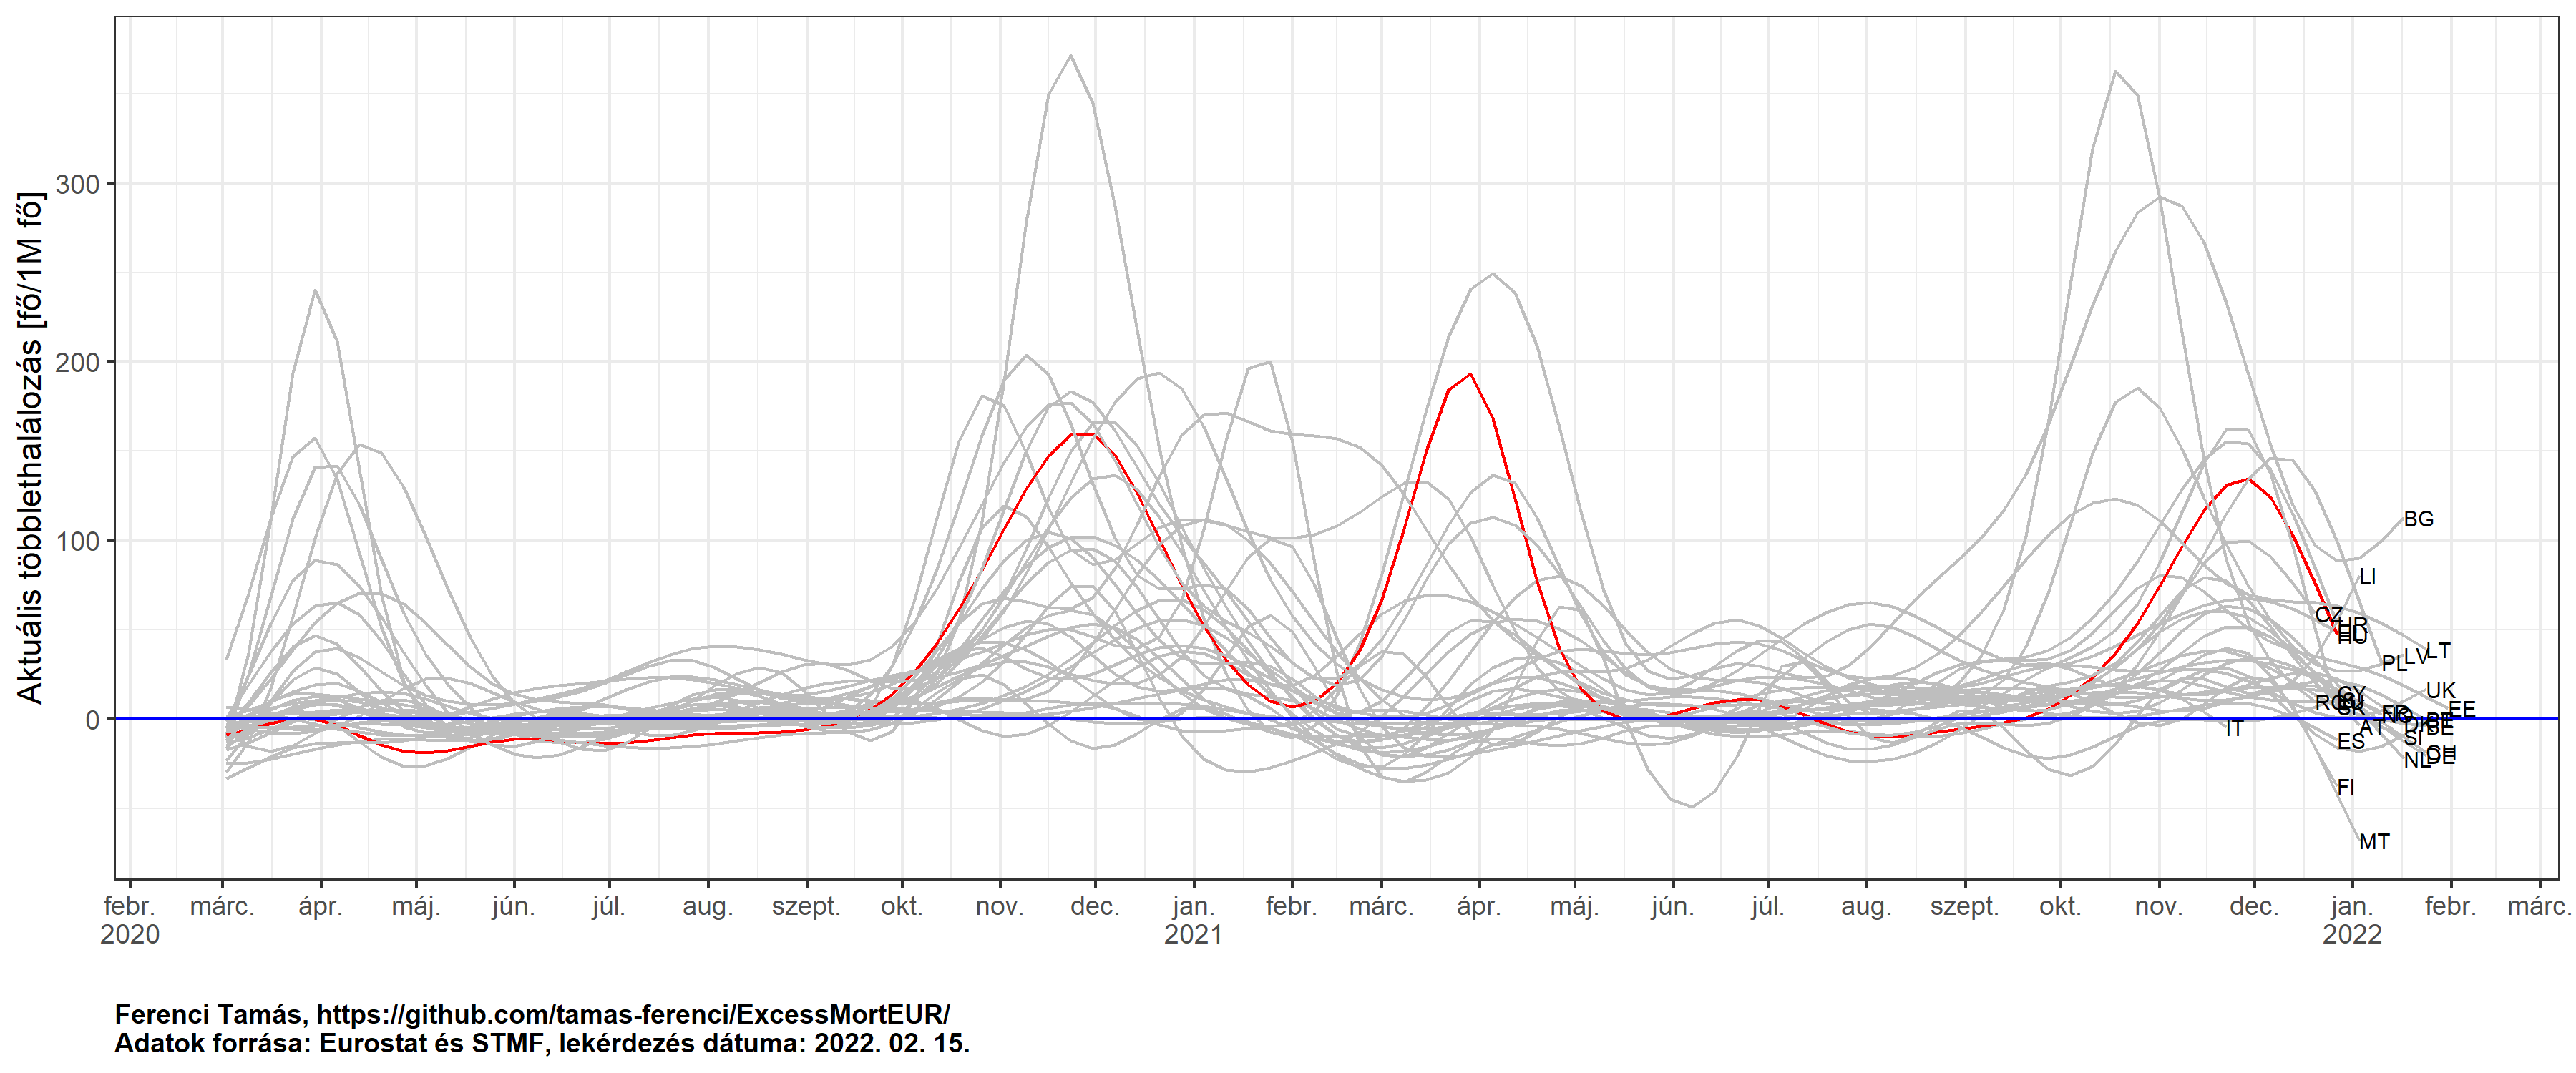 Aktuális többlethalálozás [fő/1M fő]
300
200
100
0
BG
LI
CZ
HR
HU
LT
LV
PL
UK
CY
EE
SK
IT
AT
ES
SI
CH
DE
NL
FI
MT
febr. márc. ápr. máj. jún. júl. aug. szept. okt. nov. dec. jan. febr. márc. ápr. máj. jún. júl. aug. szept. okt. nov. dec. jan. febr. márc.
2020 2021 2022
Ferenci Tamás, https://github.com/tamas-ferenci/ExcessMortEUR/
Adatok forrása: Eurostat és STMF, lekérdezés dátuma: 2022. 02. 15.